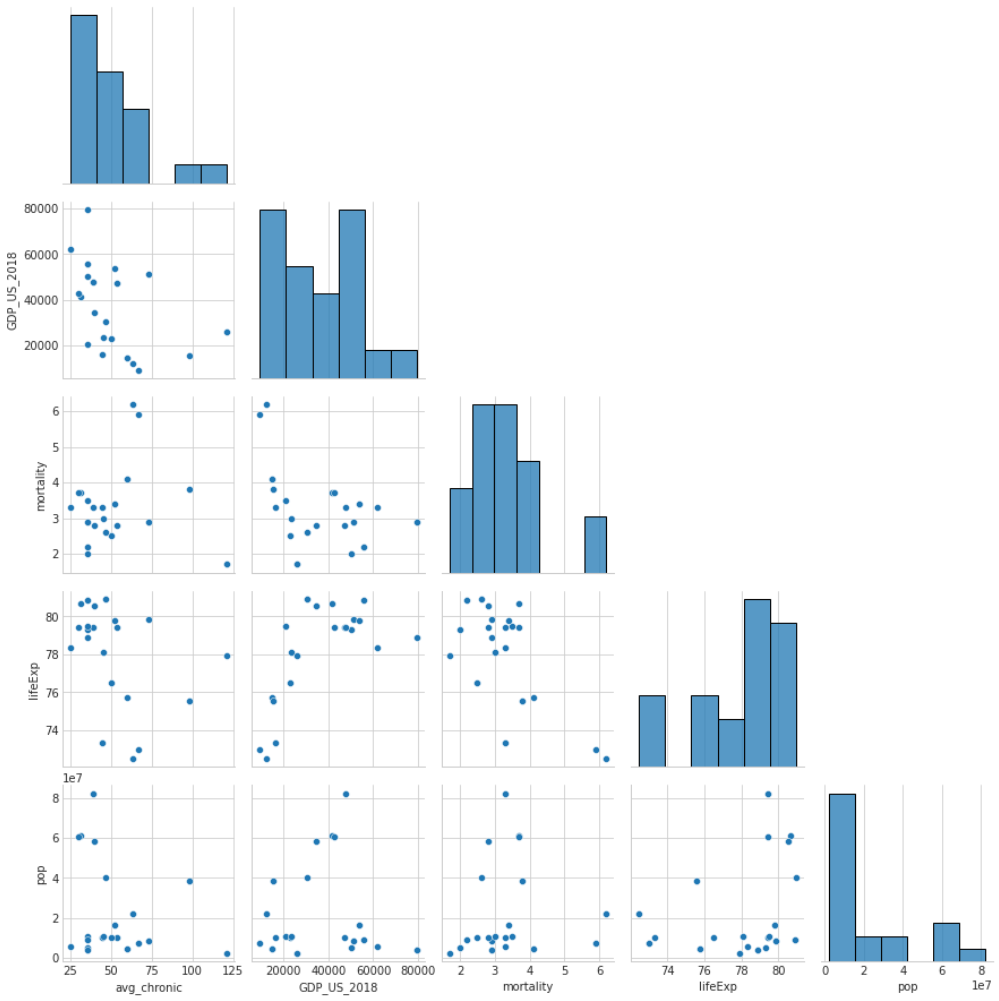 80000
60000
40000
20000
GDP_US_2018
6
5
4
3
2
mortality
80
78
76
74
lifeExp
1e7
8
6
4
2
0
pop
25 50 75 100 125
avg_chronic
20000 40000 60000 80000
GDP_US_2018
2 3 4 5 6
mortality
74 76 78 80
lifeExp
0 2 4 6 8
1e7
pop